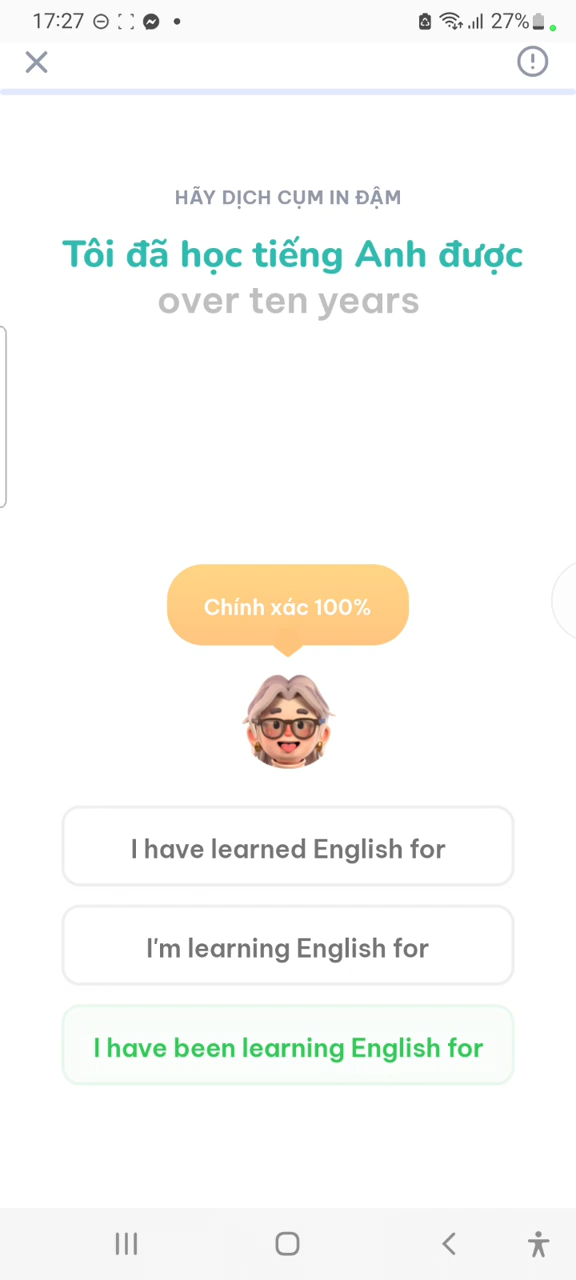 17:27
27%
HÃY DỊCH CỤM IN ĐẬM
Tôi đã học tiếng Anh được
over ten years
Chính xác 100%
I have learned English for
I'm learning English for
I have been learning English for